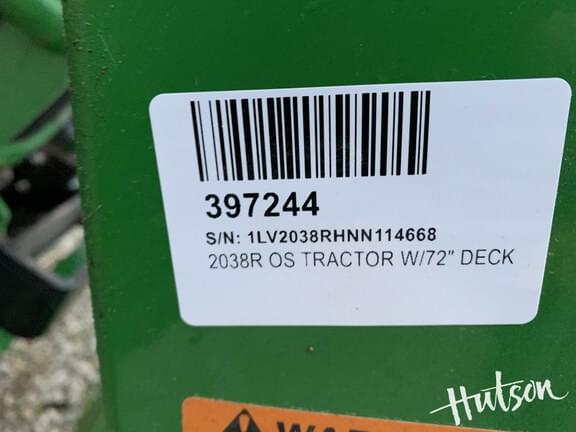 397244
S/N: 1LV2038RHNN114668
2038R OS TRACTOR W/72" DECK
Hutson